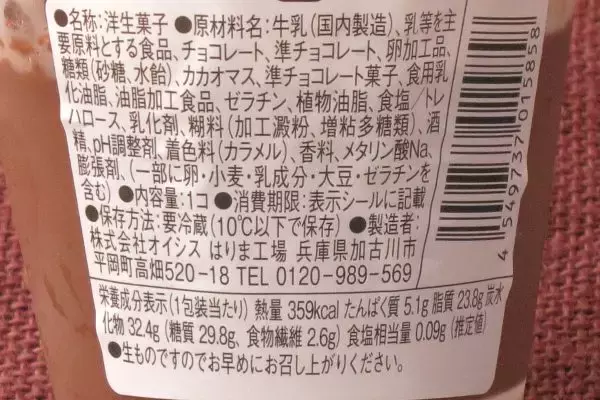 ●名称:洋生菓子 ●原材料名:牛乳(国内製造)、乳等を主
要原料とする食品、チョコレート、準チョコレート、卵加工品、
糖類(砂糖、水飴)、カカオマス、準チョコレート菓子、食用乳
化油脂、油脂加工食品、ゼラチン、植物油脂、食塩/トレ
ハロース、乳化剤、糊料(加工澱粉、増粘多糖類)、酒
精、pH調整剤、着色料(カラメル)、香料、メタリン酸Na、
膨張剤、(一部に卵・小麦・乳成分・大豆・ゼラチンを
含む) ●内容量:1コ ●消費期限:表示シールに記載
●保存方法:要冷蔵(10℃以下で保存) ●製造者:
株式会社オイシス はりま工場 兵庫県加古川市
平岡町高畑520-18 TEL 0120-989-569
栄養成分表示(1包装当たり) 熱量 359kcal たんぱく質 5.1g 脂質 23.8g 炭水
化物 32.4g (糖質 29.8g、食物繊維 2.6g) 食塩相当量 0.09g (推定値)
●生ものですのでお早めにお召し上がりください。
4 549737 015858